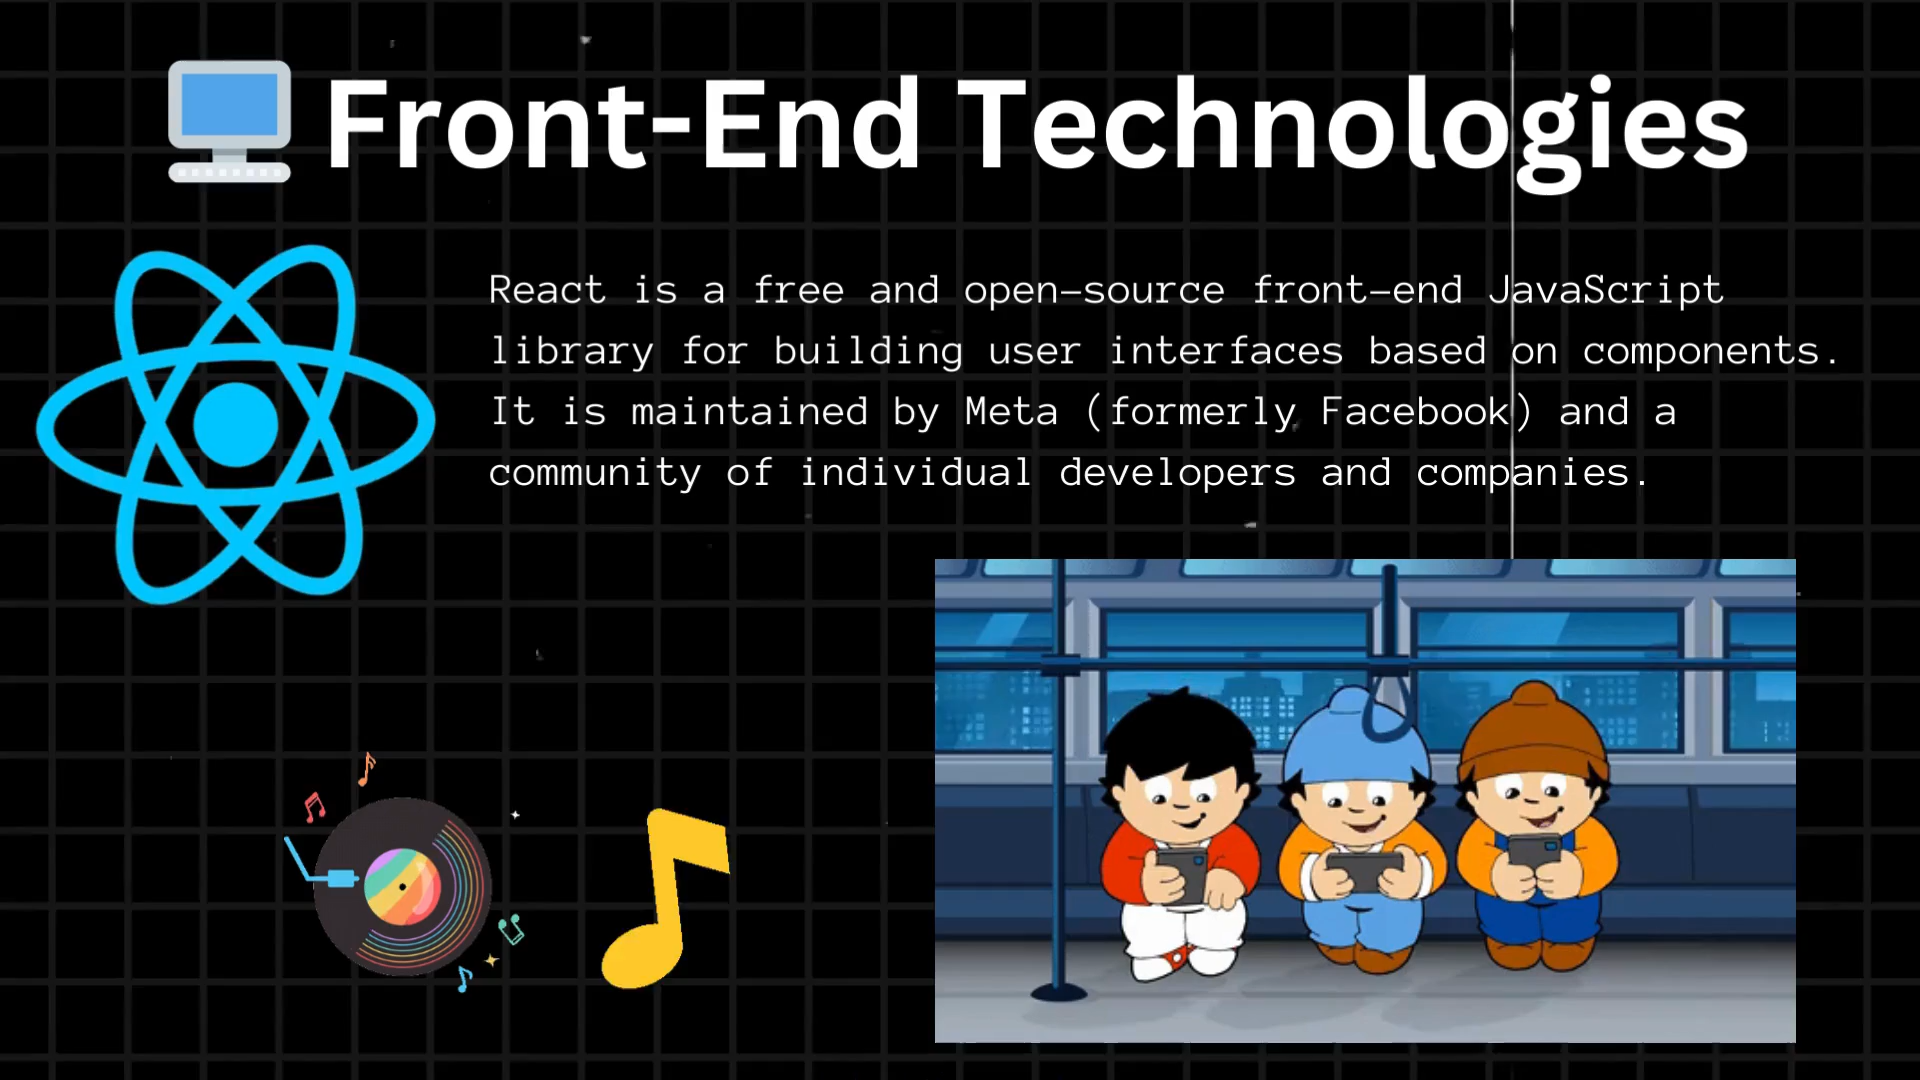 Front-End Technologies
React is a free and open-source front-end JavaScript
library for building user interfaces based on components.
It is maintained by Meta (formerly Facebook) and a
community of individual developers and companies.